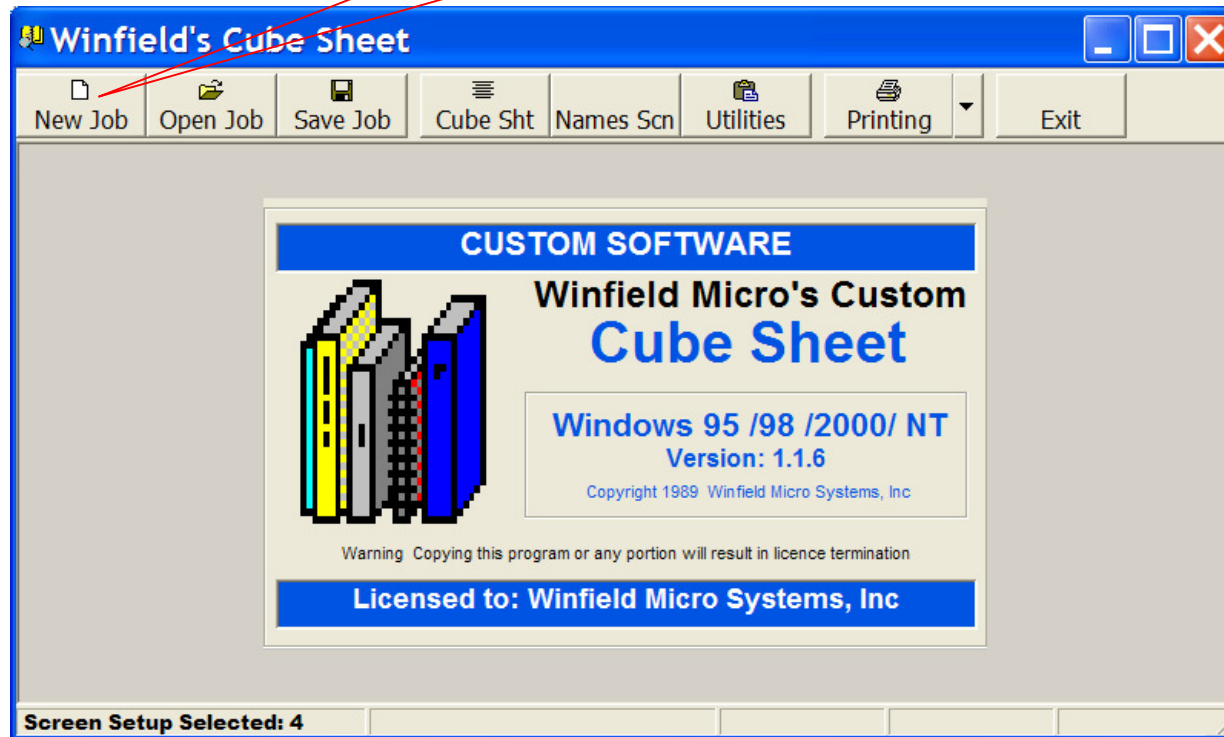 Winfield's Cube Sheet
New Job Open Job Save Job Cube Sht Names Scn Utilities Printing Exit
CUSTOM SOFTWARE
Winfield Micro's Custom
Cube Sheet
Windows 95 /98 /2000/ NT
Version: 1.1.6
Copyright 1989 Winfield Micro Systems, Inc
Warning Copying this program or any portion will result in licence termination
Licensed to: Winfield Micro Systems, Inc
Screen Setup Selected: 4